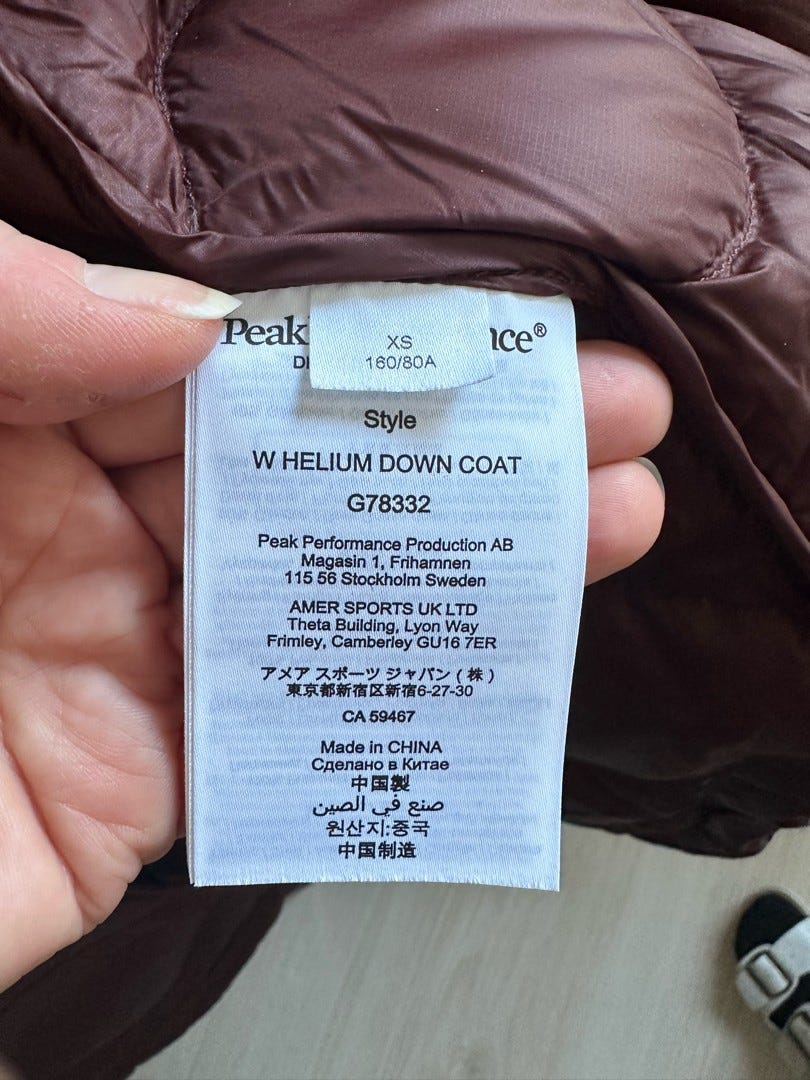 Peak ce®
XS
160/80A
Style
W HELIUM DOWN COAT
G78332
Peak Performance Production AB
Magasin 1, Frihamnen
115 56 Stockholm Sweden
AMER SPORTS UK LTD
Theta Building, Lyon Way
Frimley, Camberley GU16 7ER
アメア スポーツ ジャパン ( 株 )
東京都新宿区新宿6-27-30
CA 59467
Made in CHINA
Сделано в Китае
中国製
صنع في الصين
원산지:중국
中国制造